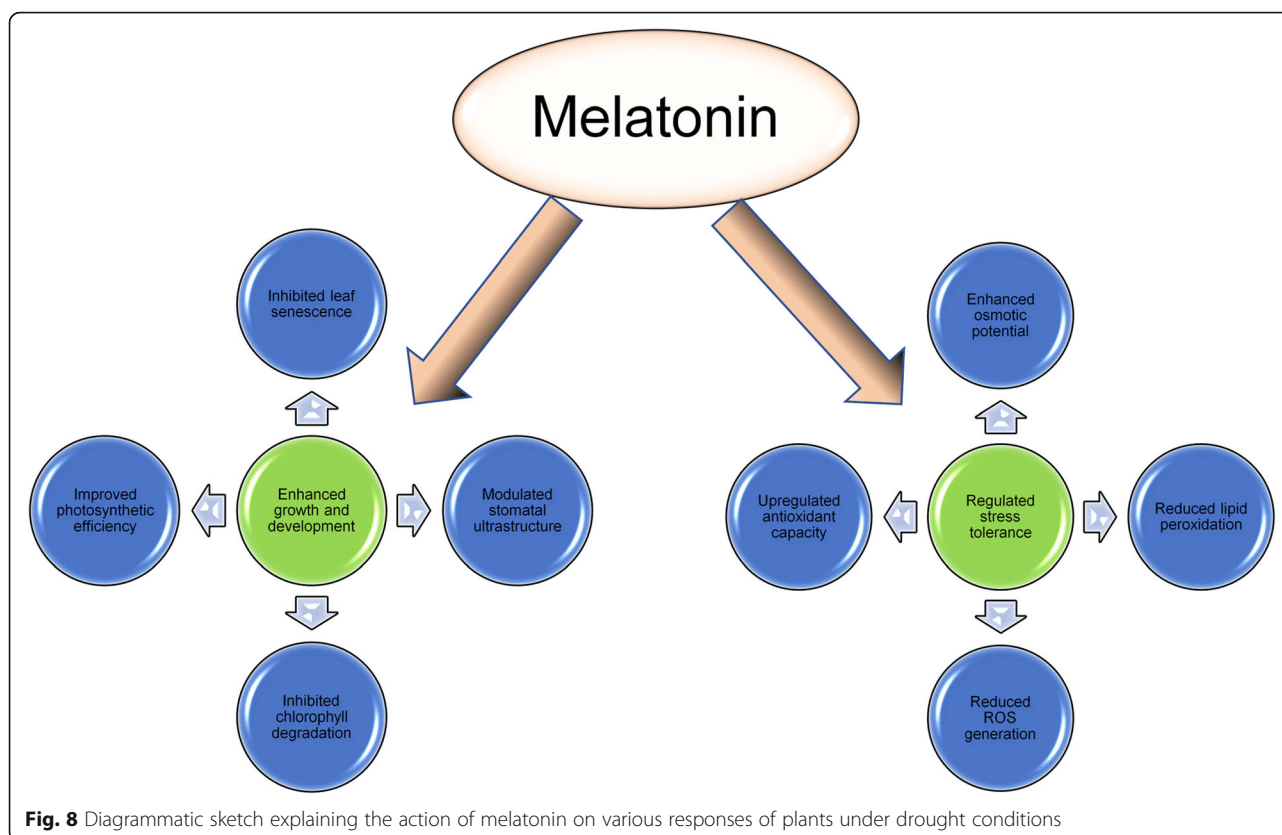 Melatonin
Inhibited leaf
senescence
Improved
photosynthetic
efficiency
Enhanced
growth and
development
Modulated
stomatal
ultrastructure
Inhibited
chlorophyll
degradation
Enhanced
osmotic
potential
Upregulated
antioxidant
capacity
Regulated
stress
tolerance
Reduced lipid
peroxidation
Reduced
ROS
generation
Fig. 8 Diagrammatic sketch explaining the action of melatonin on various responses of plants under drought conditions